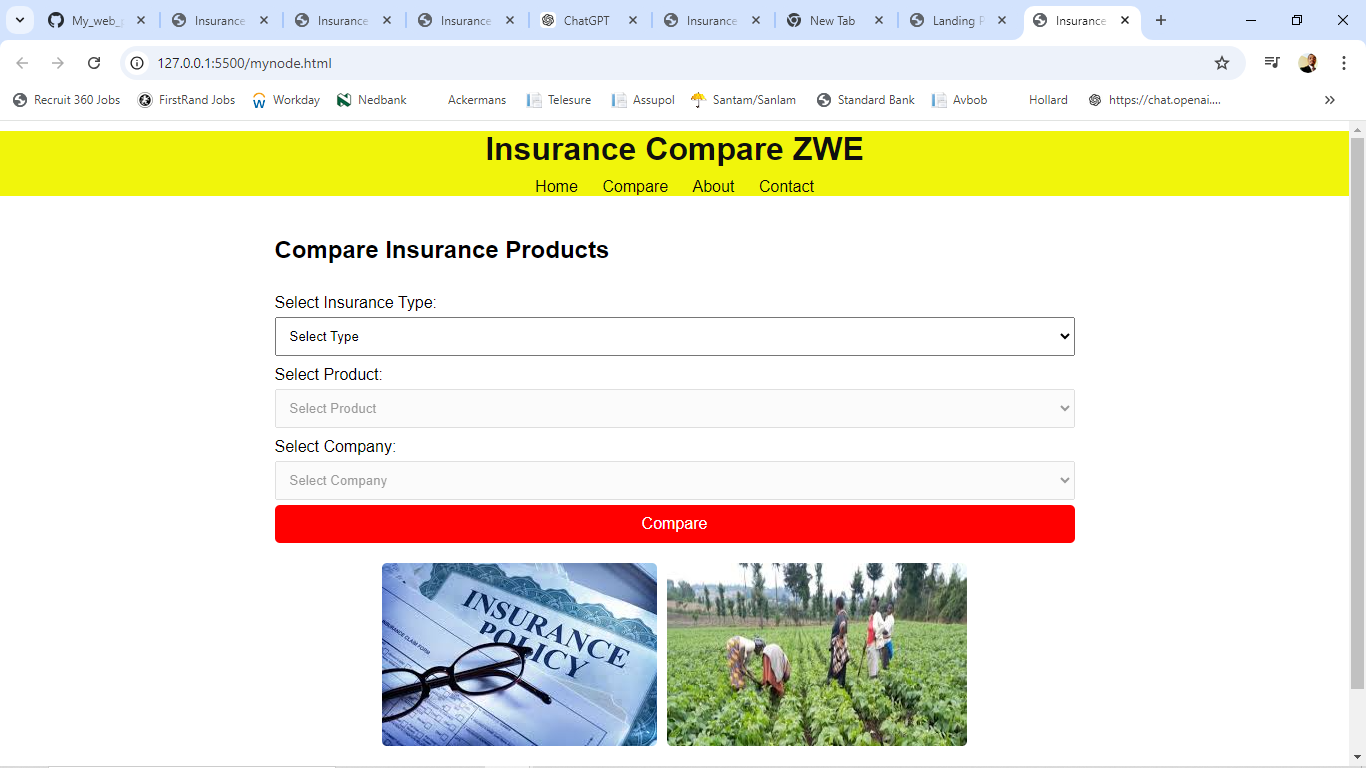 My_web_
Insurance
Insurance
Insurance
ChatGPT
Insurance
New Tab
Landing P
Insurance
127.0.0.1:5500/mynode.html
Recruit 360 Jobs
FirstRand Jobs
Workday
Nedbank
Ackermans
Telesure
Assupol
Santam/Sanlam
Standard Bank
Avbob
Hollard
https://chat.openai....
Insurance Compare ZWE
Home Compare About Contact
Compare Insurance Products
Select Insurance Type:
Select Type
Select Product:
Select Product
Select Company:
Select Company
Compare
INSURANCE
POLICY
INSURANCE CLAIM FORM